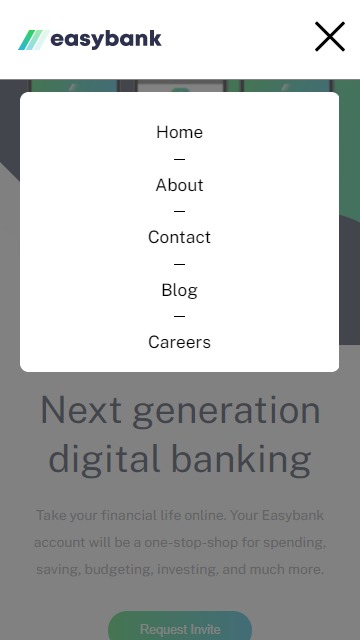 easybank
Home
—
About
—
Contact
—
Blog
—
Careers
Next generation
digital banking
Take your financial life online. Your Easybank
account will be a one-stop-shop for spending,
saving, budgeting, investing, and much more.
Request Invite